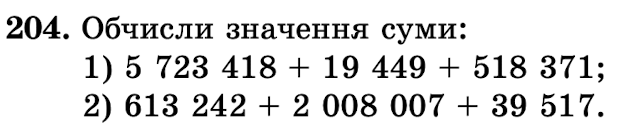 204. Обчисли значення суми:
1) 5 723 418 + 19 449 + 518 371;
2) 613 242 + 2 008 007 + 39 517.